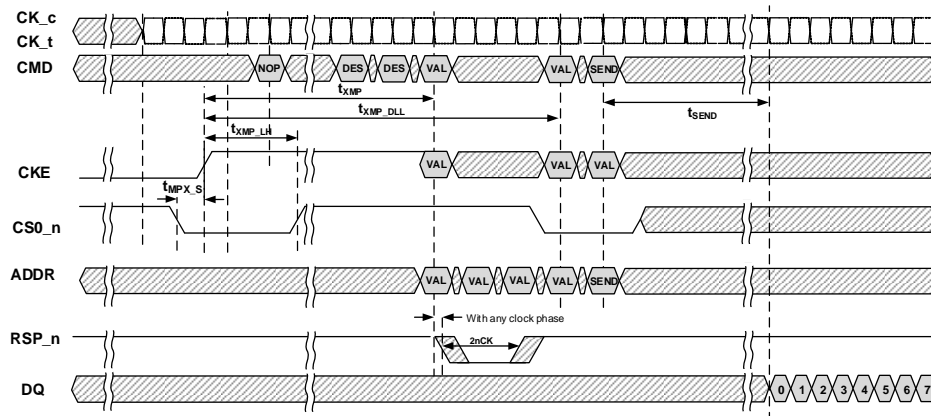 CK_c
CK_t
CMD NOP DES DES VAL VAL SEND
tXMP
tXMP_DLL
tSEND
tXMP_LH
CKE VAL VAL VAL
tMPX_S
CS0_n
ADDR VAL VAL VAL VAL SEND
With any clock phase
RSP_n 2nCK
DQ 0 1 2 3 4 5 6 7